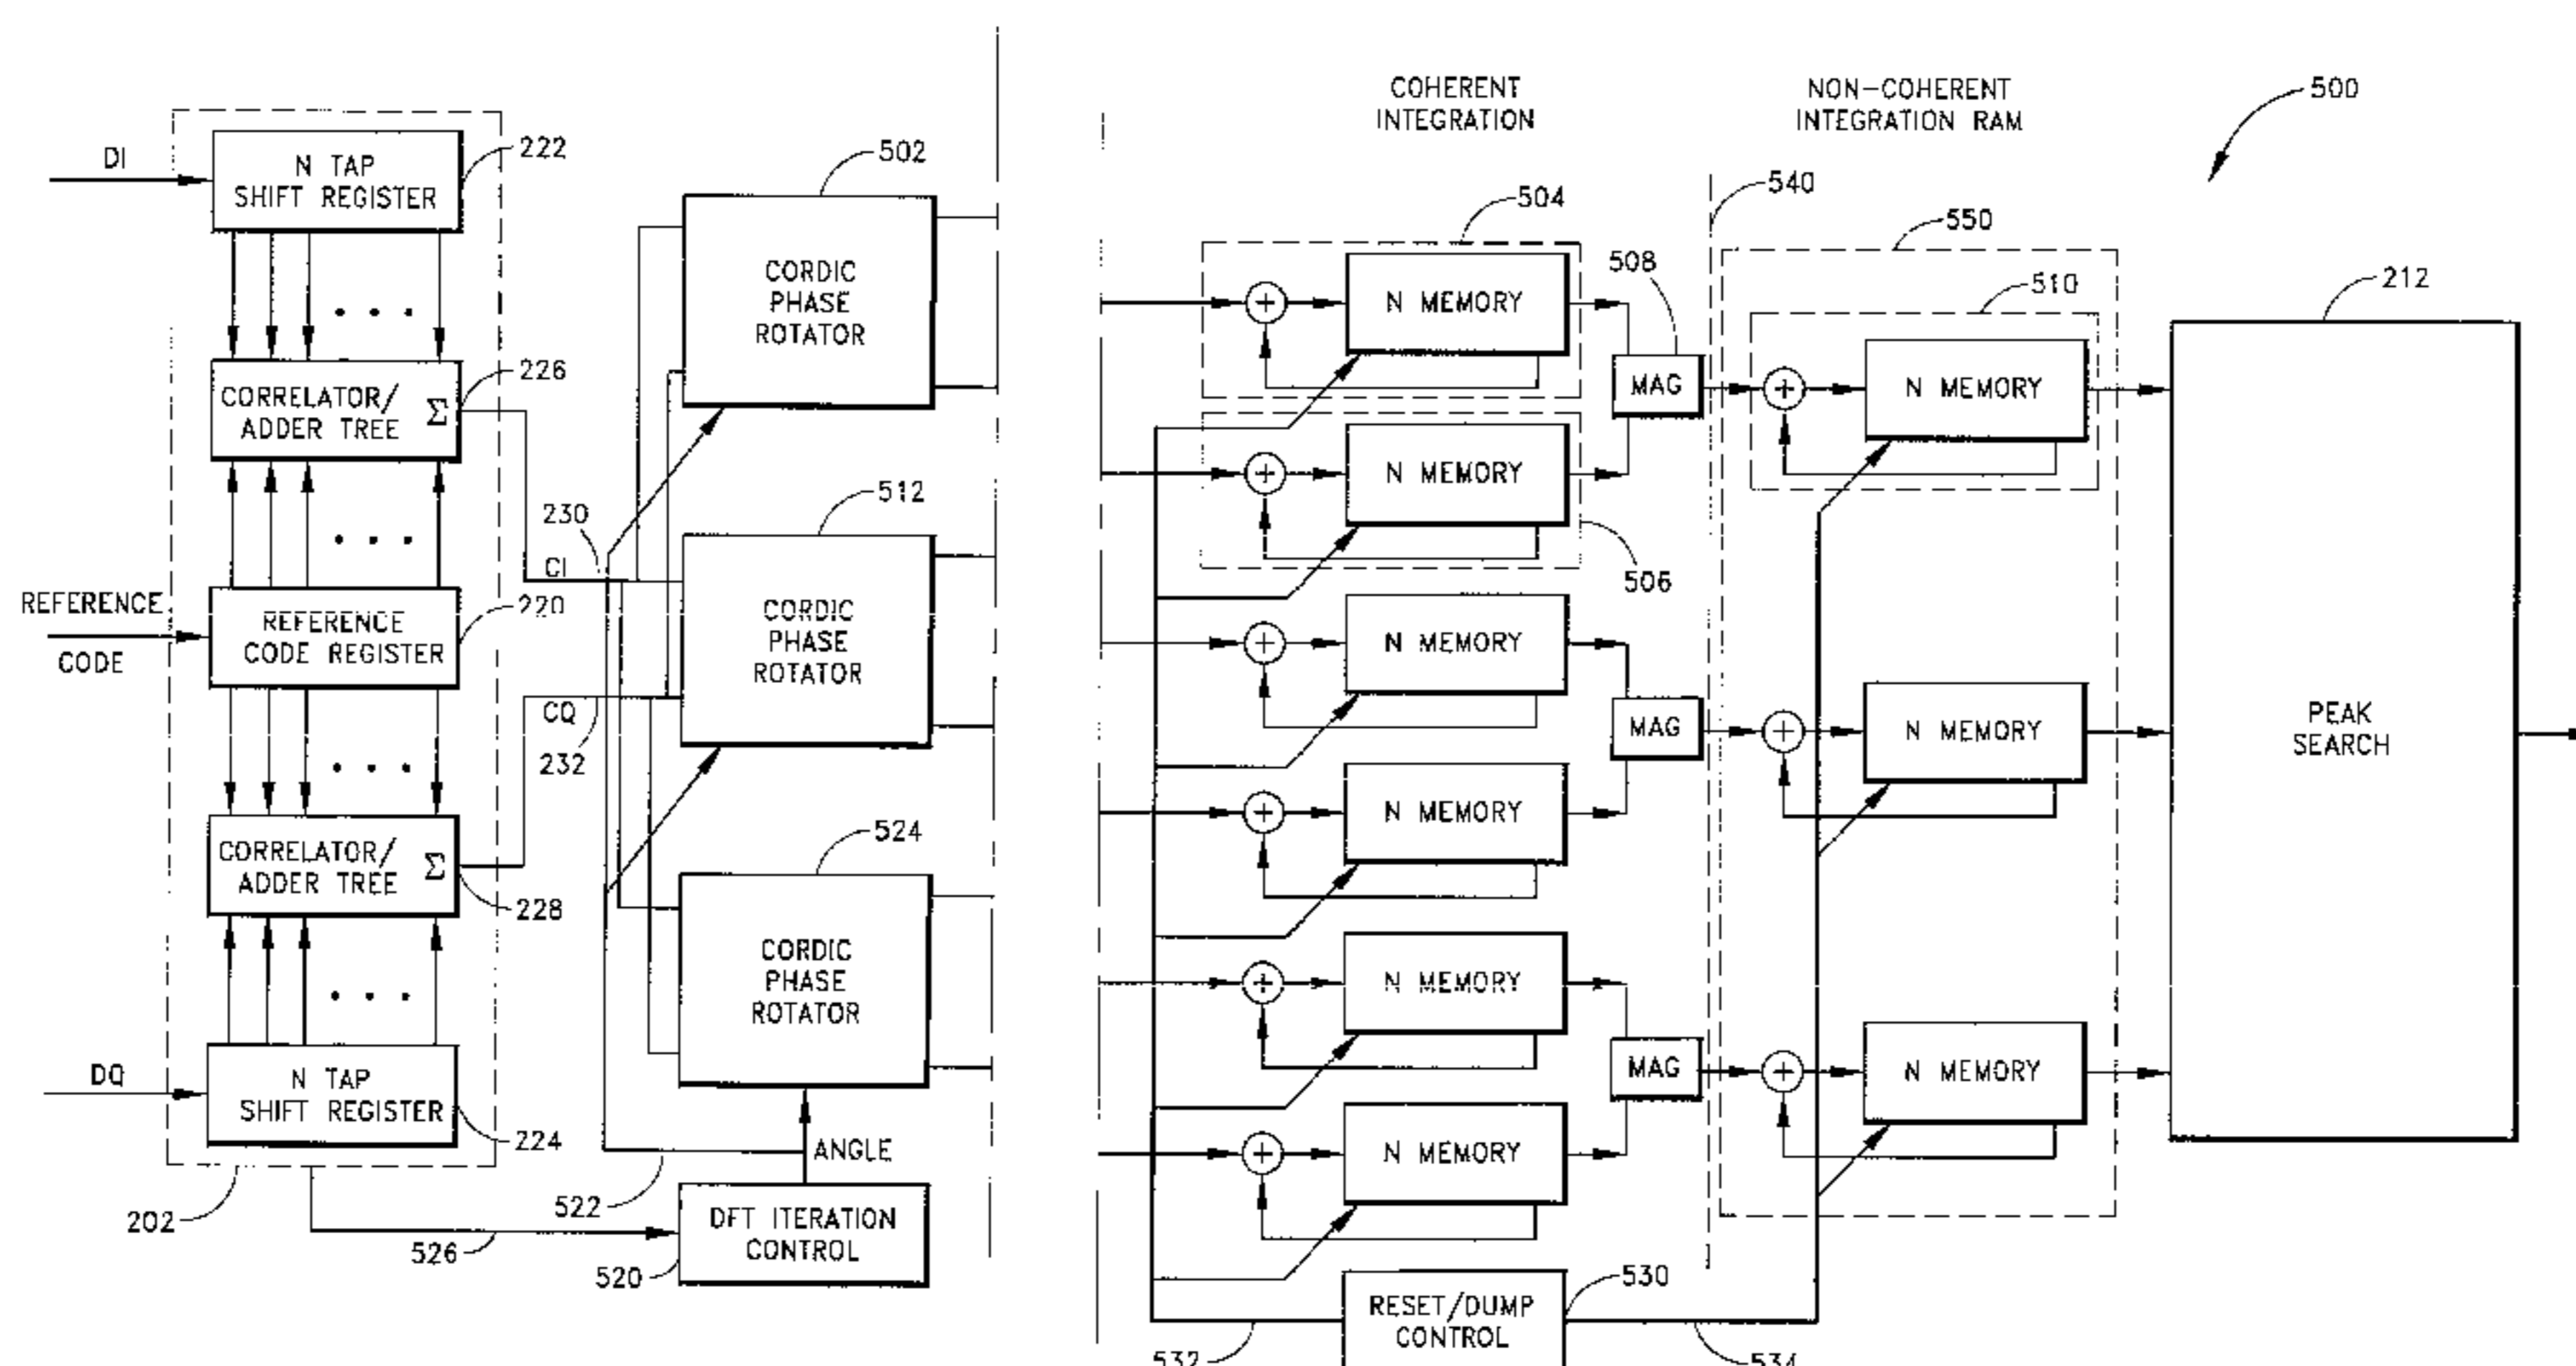 COHERENT
INTEGRATION
NON-COHERENT
INTEGRATION RAM
500
DI
N TAP
SHIFT REGISTER
222
502
504
540
550
508
510
212
CORDIC
PHASE
ROTATOR
N MEMORY
MAG
N MEMORY
CORRELATOR/
ADDER TREE Σ
226
N MEMORY
512
230
CI
506
REFERENCE
CODE
REFERENCE
CODE REGISTER
220
CORDIC
PHASE
ROTATOR
N MEMORY
CQ
232
MAG
N MEMORY
PEAK
SEARCH
N MEMORY
CORRELATOR/
ADDER TREE Σ
228
524
CORDIC
PHASE
ROTATOR
N MEMORY
MAG
N MEMORY
DQ
N TAP
SHIFT REGISTER
224
ANGLE
N MEMORY
202
522
526
DFT ITERATION
CONTROL
520
RESET/DUMP
CONTROL
530
532
534